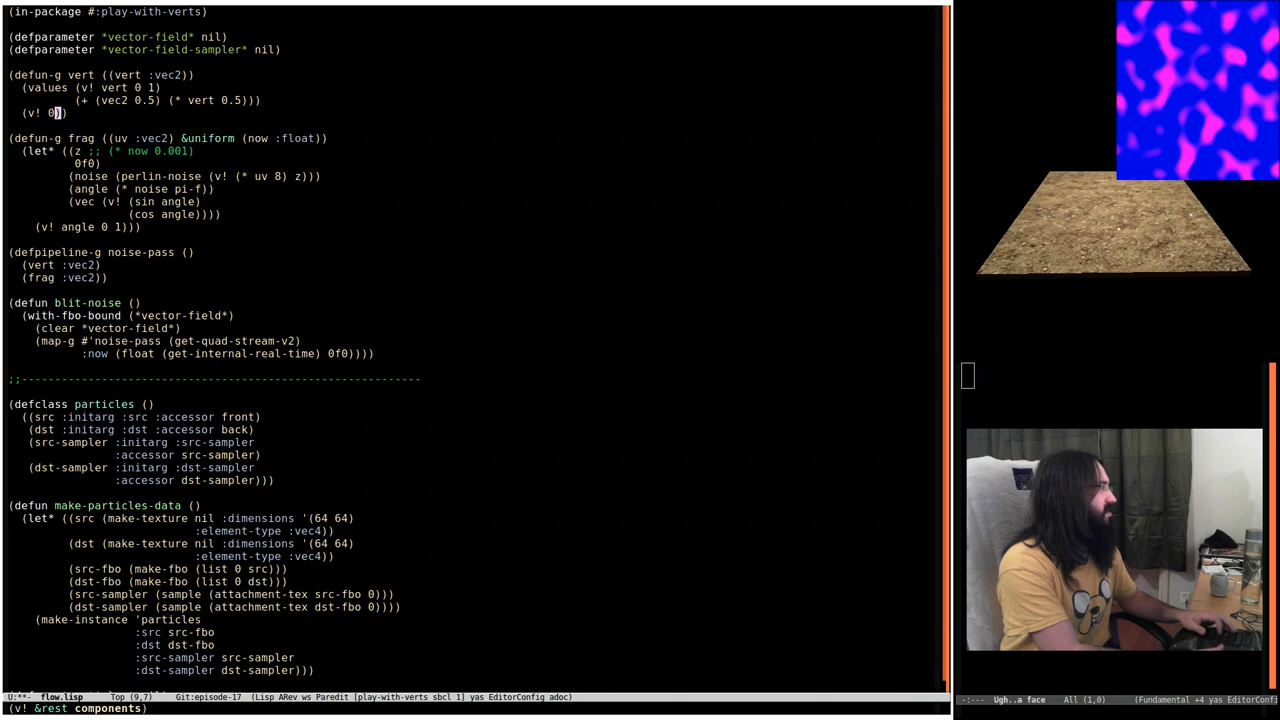 (in-package #:play-with-verts)
(defparameter *vector-field* nil)
(defparameter *vector-field-sampler* nil)
(defun-g vert ((vert :vec2))
(values (v! vert 0 1)
(+ (vec2 0.5) (* vert 0.5)))
(v! 0))
(defun-g frag ((uv :vec2) &uniform (now :float))
(let* ((z ;; (* now 0.001)
0f0)
(noise (perlin-noise (v! (* uv 8) z)))
(angle (* noise pi-f))
(vec (v! (sin angle)
(cos angle))))
(v! angle 0 1)))
(defpipeline-g noise-pass ()
(vert :vec2)
(frag :vec2))
(defun blit-noise ()
(with-fbo-bound (*vector-field*)
(clear *vector-field*)
(map-g #'noise-pass (get-quad-stream-v2)
:now (float (get-internal-real-time) 0f0))))
;;------------------------------------------------------------
(defclass particles ()
((src :initarg :src :accessor front)
(dst :initarg :dst :accessor back)
(src-sampler :initarg :src-sampler
:accessor src-sampler)
(dst-sampler :initarg :dst-sampler
:accessor dst-sampler)))
(defun make-particles-data ()
(let* ((src (make-texture nil :dimensions '(64 64)
:element-type :vec4))
(dst (make-texture nil :dimensions '(64 64)
:element-type :vec4))
(src-fbo (make-fbo (list 0 src)))
(dst-fbo (make-fbo (list 0 dst)))
(src-sampler (sample (attachment-tex src-fbo 0)))
(dst-sampler (sample (attachment-tex dst-fbo 0))))
(make-instance 'particles
:src src-fbo
:dst dst-fbo
:src-sampler src-sampler
:dst-sampler dst-sampler)))
U:**- flow.lisp Top (9,7) Git:episode-17 (Lisp ARev ws Paredit [play-with-verts sbcl 1] yas EditorConfig adoc)
(v! &rest components)
-:--- Ugh..a face All (1,0) (Fundamental +4 yas EditorConfi